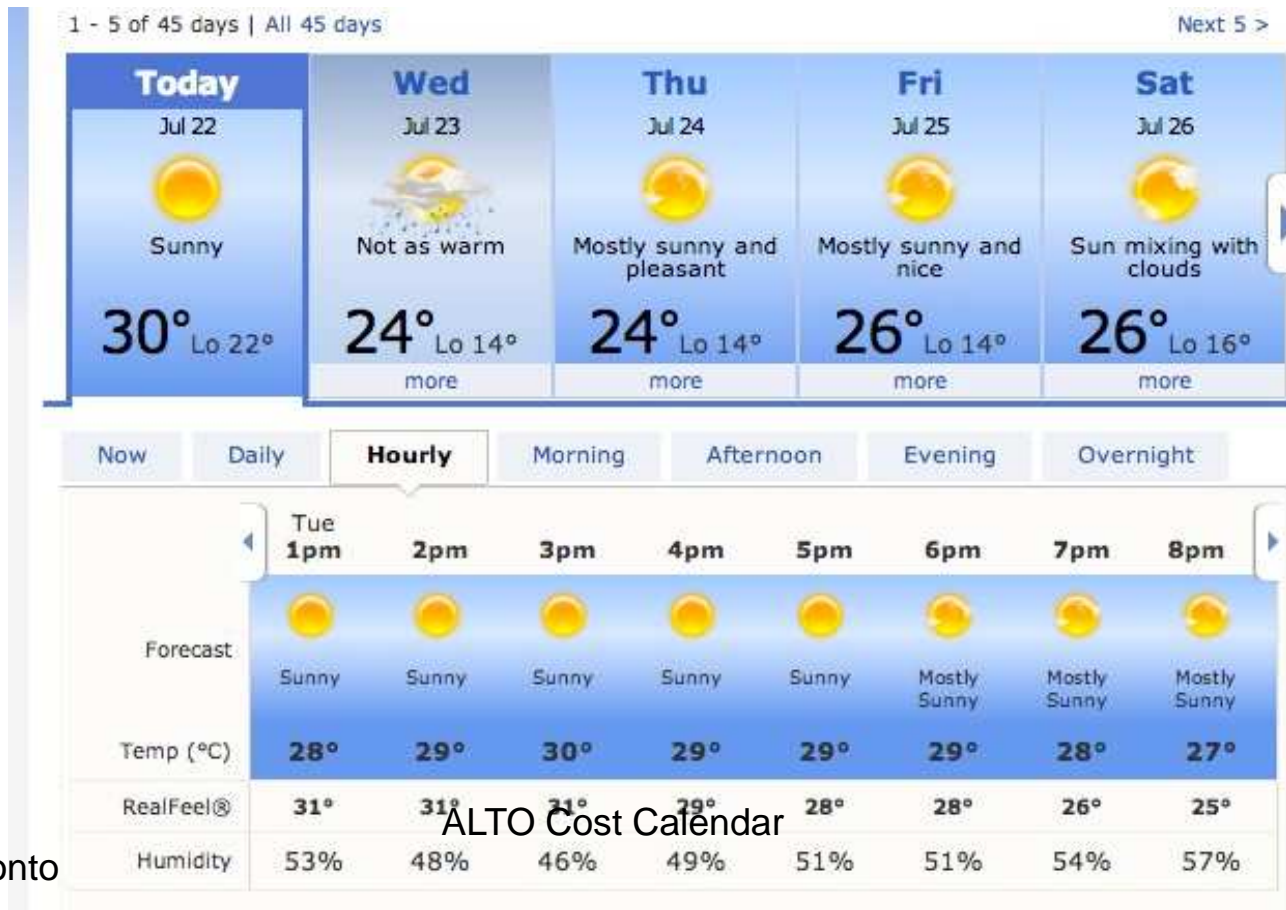 1 - 5 of 45 days | All 45 days Next 5 >
Today Wed Thu Fri Sat
Jul 22 Jul 23 Jul 24 Jul 25 Jul 26
Sunny Not as warm Mostly sunny and pleasant Mostly sunny and nice Sun mixing with clouds
30° Lo 22° 24° Lo 14° 24° Lo 14° 26° Lo 14° 26° Lo 16°
more more more more
Now Daily Hourly Morning Afternoon Evening Overnight
Tue
1pm 2pm 3pm 4pm 5pm 6pm 7pm 8pm
Forecast
Sunny Sunny Sunny Sunny Sunny Mostly Sunny Mostly Sunny Mostly Sunny
Temp (°C) 28° 29° 30° 29° 29° 29° 28° 27°
RealFeel® 31° 31° 31° 29° 28° 28° 26° 25°
ALTO Cost Calendar
Humidity 53% 48% 46% 49% 51% 51% 54% 57%
onto